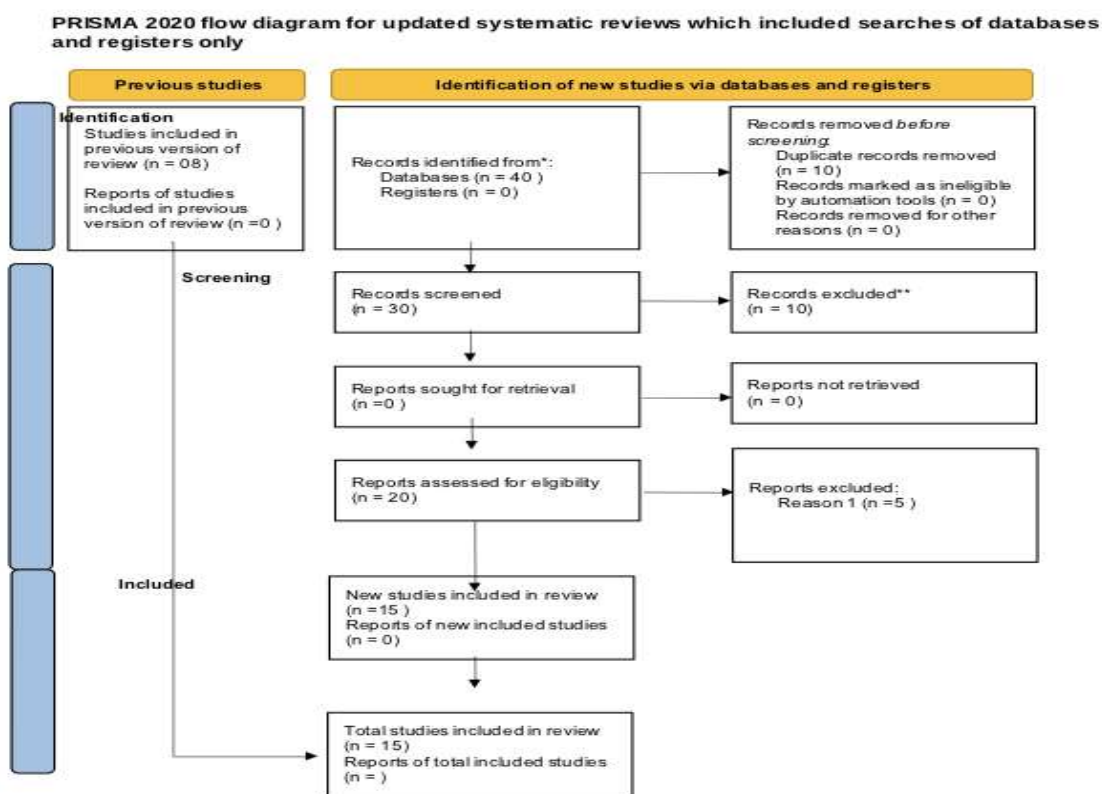 PRISMA 2020 flow diagram for updated systematic reviews which included searches of databases
and registers only
Previous studies
Identification of new studies via databases and registers
Identification
Studies included in
previous version of
review (n = 08)
Reports of studies
included in previous
version of review (n =0 )
Records identified from*:
Databases (n = 40 )
Registers (n = 0)
Records removed before
screening:
Duplicate records removed
(n = 10)
Records marked as ineligible
by automation tools (n = 0)
Records removed for other
reasons (n = 0)
Screening
Records screened
(n = 30)
Records excluded**
(n = 10)
Reports sought for retrieval
(n =0 )
Reports not retrieved
(n = 0)
Reports assessed for eligibility
(n = 20)
Reports excluded:
Reason 1 (n =5 )
Included
New studies included in review
(n =15 )
Reports of new included studies
(n = 0)
Total studies included in review
(n = 15)
Reports of total included studies
(n = )